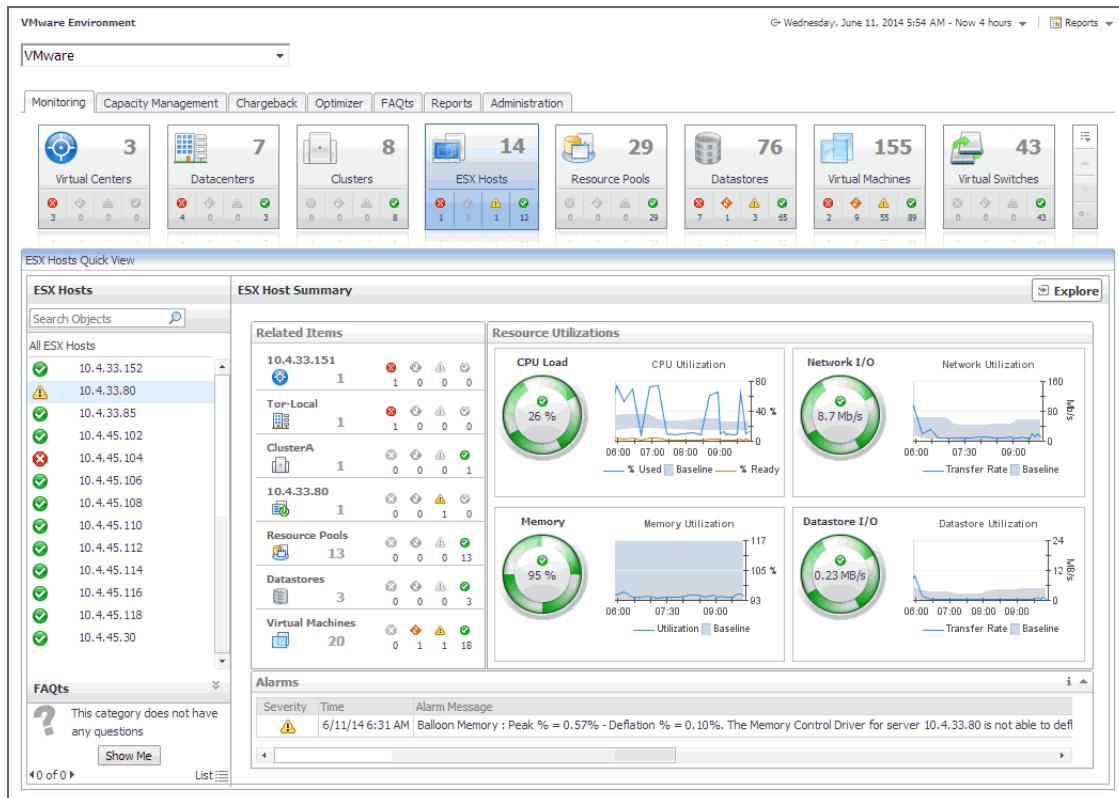 VMware Environment
Wednesday, June 11, 2014 5:54 AM - Now 4 hours
Reports
VMware
Monitoring Capacity Management Chargeback Optimizer FAQts Reports Administration
3 7 8 14 29 76 155 43
Virtual Centers Datacenters Clusters ESX Hosts Resource Pools Datastores Virtual Machines Virtual Switches
3 0 0 0 4 0 0 3 0 0 0 8 1 0 1 12 0 0 0 29 7 1 3 65 2 9 55 89 0 0 0 43
ESX Hosts Quick View
ESX Hosts
Search Objects
All ESX Hosts
10.4.33.152
10.4.33.80
10.4.33.85
10.4.45.102
10.4.45.104
10.4.45.106
10.4.45.108
10.4.45.110
10.4.45.112
10.4.45.114
10.4.45.116
10.4.45.118
10.4.45.30
FAQts
This category does not have
any questions
Show Me
0 of 0
List
ESX Host Summary
Explore
Related Items
10.4.33.151
1 1 0 0 0
Tor-Local
1 1 0 0 0
ClusterA
1 0 0 0 1
10.4.33.80
1 0 0 1 0
Resource Pools
13 0 0 0 13
Datastores
3 0 0 0 3
Virtual Machines
20 0 1 1 18
Resource Utilizations
CPU Load
26 %
CPU Utilization
80
40 %
0
06:00 07:00 08:00 09:00
% Used Baseline % Ready
Network I/O
8.7 Mb/s
Network Utilization
160
80
0
Mb/s
06:00 07:30 09:00
Transfer Rate Baseline
Memory
95 %
Memory Utilization
117
105 %
93
06:00 07:30 09:00
Utilization Baseline
Datastore I/O
0.23 MB/s
Datastore Utilization
24
12
0
MB/s
06:00 07:00 08:00 09:00
Transfer Rate Baseline
Alarms
Severity Time Alarm Message
6/11/14 6:31 AM Balloon Memory : Peak % = 0.57% - Deflation % = 0.10%. The Memory Control Driver for server 10.4.33.80 is not able to defl